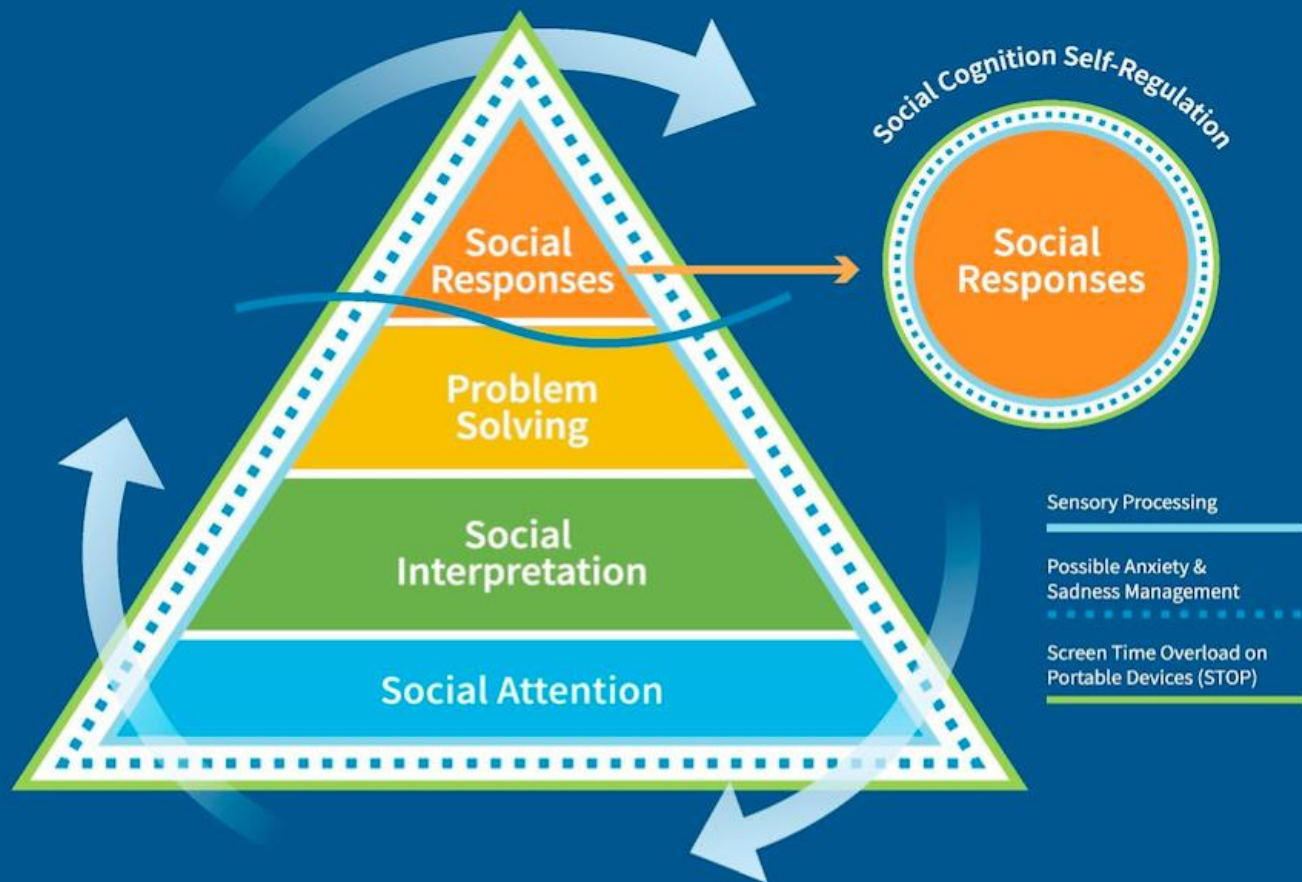 Social
Responses
Problem
Solving
Social
Interpretation
Social Attention
Social Cognition Self-Regulation
Social
Responses
Sensory Processing
Possible Anxiety &
Sadness Management
Screen Time Overload on
Portable Devices (STOP)